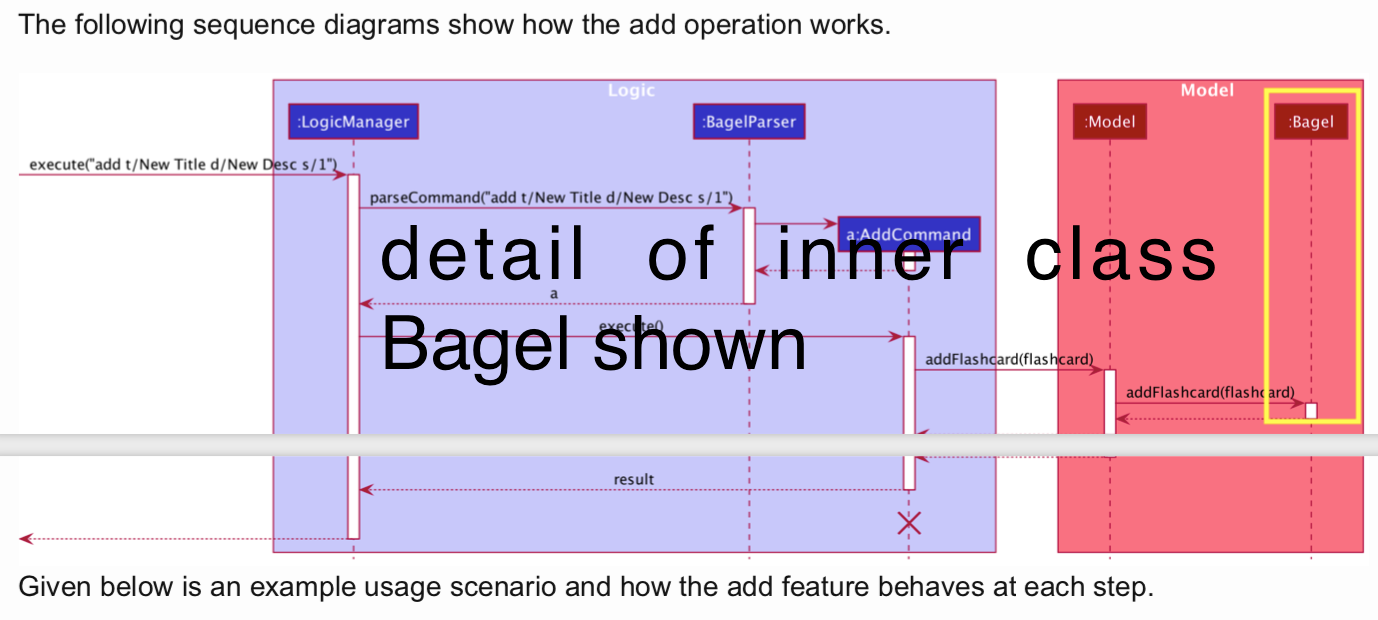 The following sequence diagrams show how the add operation works.
Logic
Model
:LogicManager
:BagelParser
:Model
:Bagel
execute("add t/New Title d/New Desc s/1")
parseCommand("add t/New Title d/New Desc s/1")
a:AddCommand
detail of inner class
a
execute()
Bagel shown
addFlashcard(flashcard)
addFlashcard(flashcard)
result
Given below is an example usage scenario and how the add feature behaves at each step.